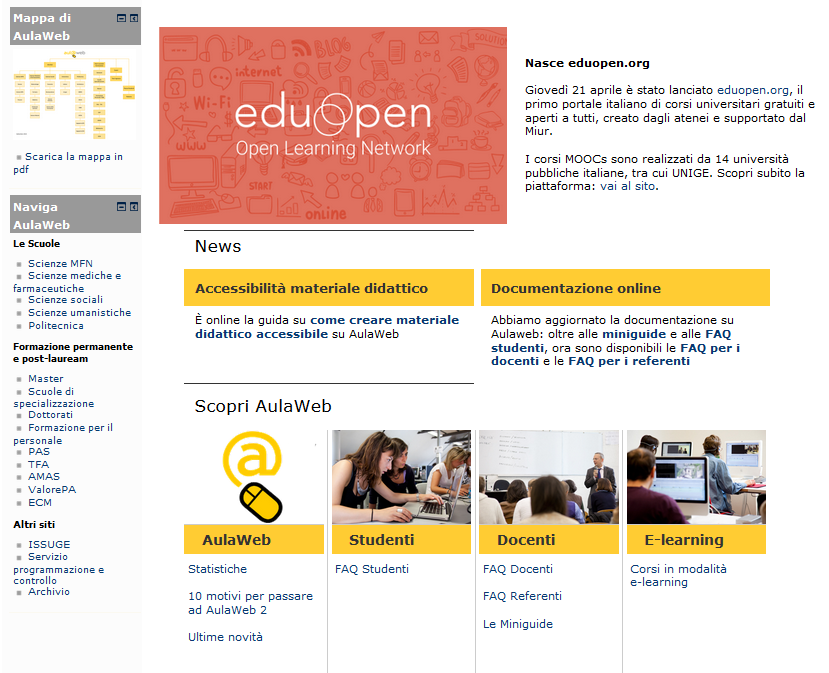 Mappa di
AulaWeb
Scarica la mappa in
pdf
Naviga
AulaWeb
Le Scuole
Scienze MFN
Scienze mediche e
farmaceutiche
Scienze sociali
Scienze umanistiche
Politecnica
Formazione permanente
e post-lauream
Master
Scuole di
specializzazione
Dottorati
Formazione per il
personale
PAS
TFA
AMAS
ValorePA
ECM
Altri siti
ISSUGE
Servizio
programmazione e
controllo
Archivio
BLOG
internet
Wi-Fi
www
START
online
SOLUTION
eduopen
Open Learning Network
Nasce eduopen.org
Giovedì 21 aprile è stato lanciato eduopen.org, il
primo portale italiano di corsi universitari gratuiti e
aperti a tutti, creato dagli atenei e supportato dal
Miur.
I corsi MOOCs sono realizzati da 14 università
pubbliche italiane, tra cui UNIGE. Scopri subito la
piattaforma: vai al sito.
News
Accessibilità materiale didattico
È online la guida su come creare materiale
didattico accessibile su AulaWeb
Documentazione online
Abbiamo aggiornato la documentazione su
Aulaweb: oltre alle miniguide e alle FAQ
studenti, ora sono disponibili le FAQ per i
docenti e le FAQ per i referenti
Scopri AulaWeb
AulaWeb
Statistiche
10 motivi per passare
ad AulaWeb 2
Ultime novità
Studenti
FAQ Studenti
Docenti
FAQ Docenti
FAQ Referenti
Le Miniguide
E-learning
Corsi in modalità
e-learning